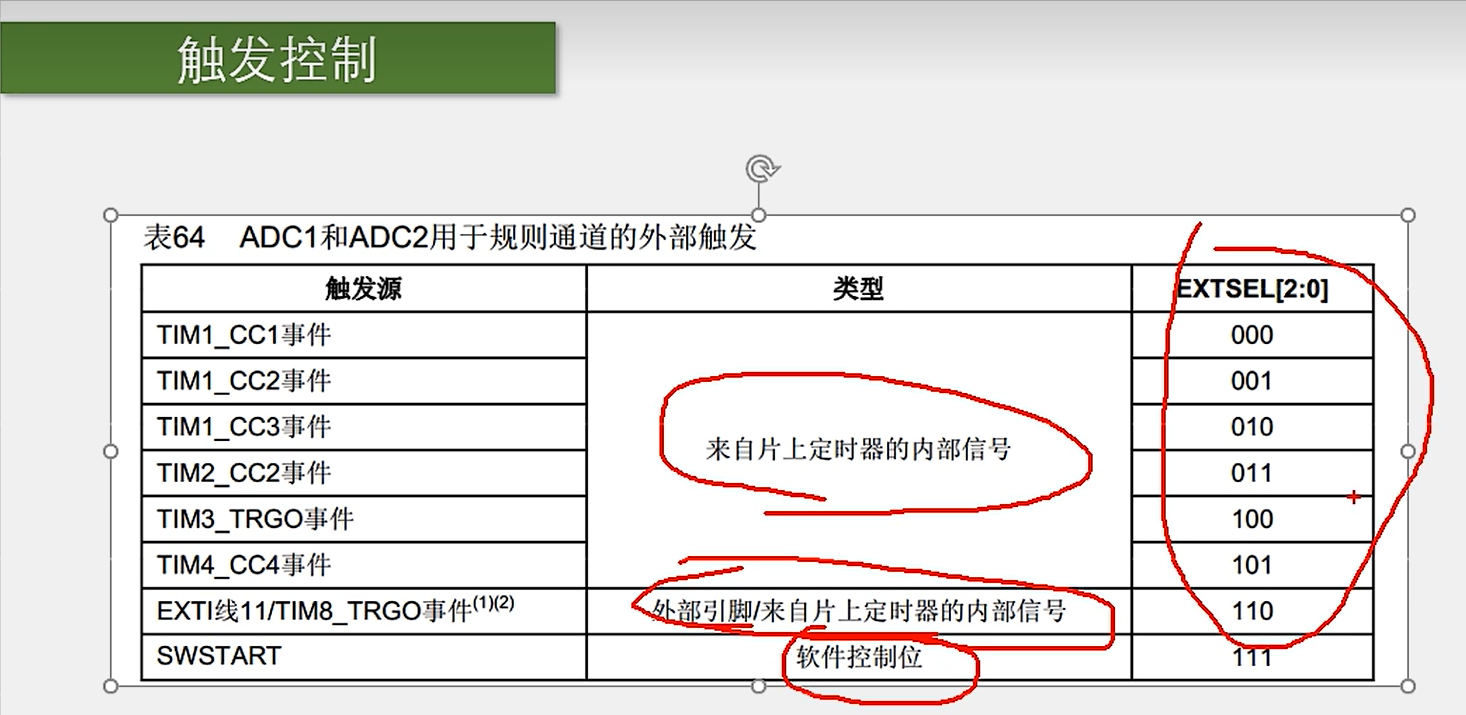 触发控制
表64 ADC1和ADC2用于规则通道的外部触发
触发源 类型 EXTSEL[2:0]
TIM1_CC1事件 000
TIM1_CC2事件 001
TIM1_CC3事件 010
来自片上定时器的内部信号
TIM2_CC2事件 011
TIM3_TRGO事件 100
TIM4_CC4事件 101
EXTI线11/TIM8_TRGO事件(1)(2) 外部引脚/来自片上定时器的内部信号 110
SWSTART 软件控制位 111